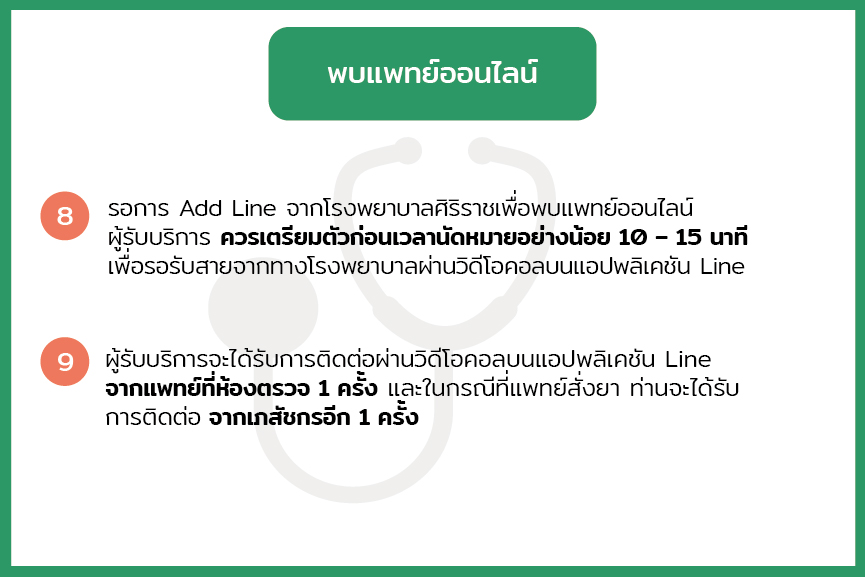 พบแพทย์ออนไลน์
8
รอการ Add Line จากโรงพยาบาลศิริราชเพื่อพบแพทย์ออนไลน์
ผู้รับบริการ ควรเตรียมตัวก่อนเวลานัดหมายอย่างน้อย 10 – 15 นาที
เพื่อรอรับสายจากทางโรงพยาบาลผ่านวิดีโอคอลบนแอปพลิเคชัน Line
9
ผู้รับบริการจะได้รับการติดต่อผ่านวิดีโอคอลบนแอปพลิเคชัน Line
จากแพทย์ที่ห้องตรวจ 1 ครั้ง และในกรณีที่แพทย์สั่งยา ท่านจะได้รับ
การติดต่อ จากเภสัชกรอีก 1 ครั้ง